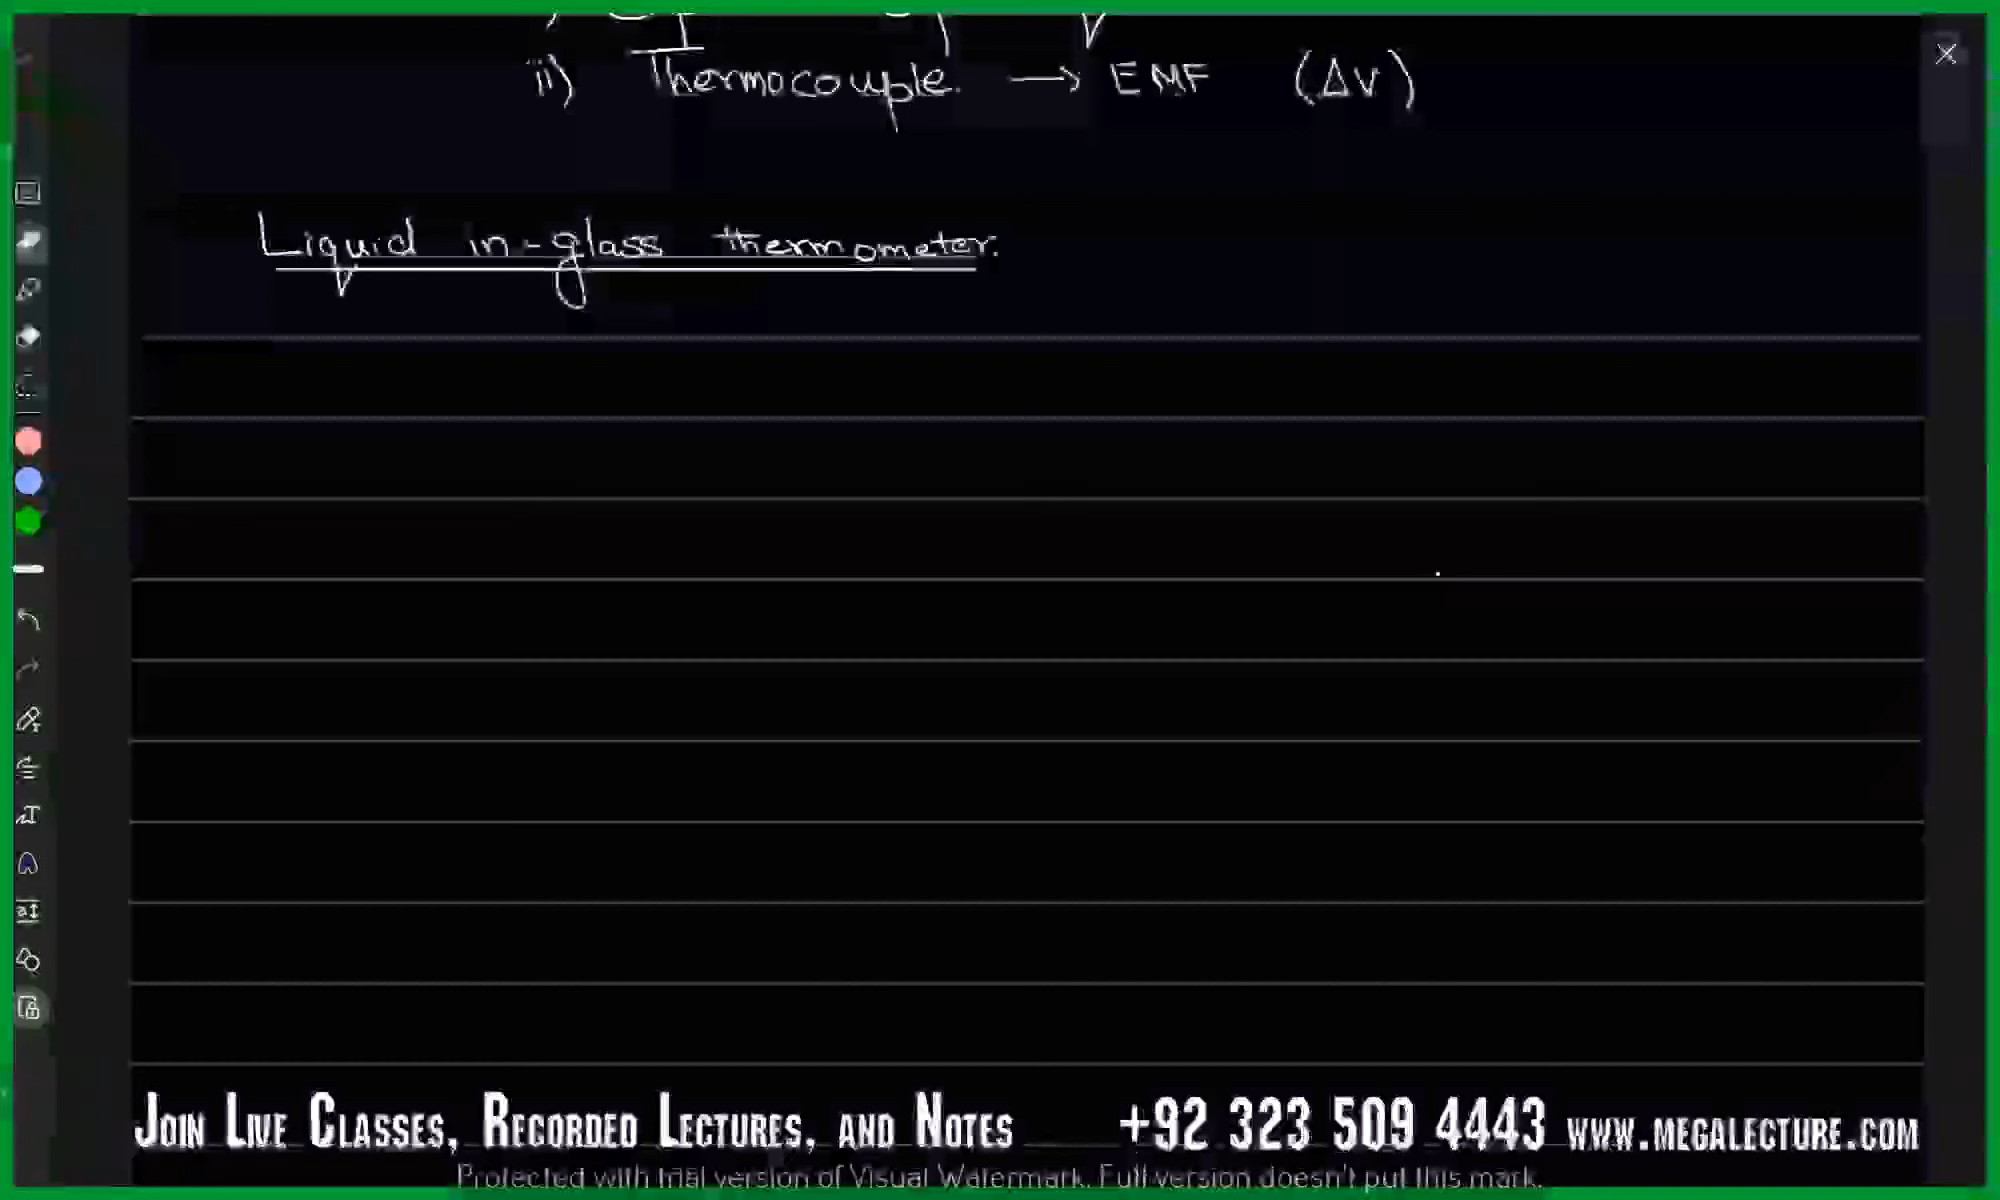 ii) Thermocouple. → EMF (ΔV)
Liquid in-glass thermometer.
JOIN LIVE CLASSES, RECORDED LECTURES, AND NOTES +92 323 509 4443 WWW.MEGALECTURE.COM
Protected with trial version of Visual Watermark. Full version doesn't put this mark.